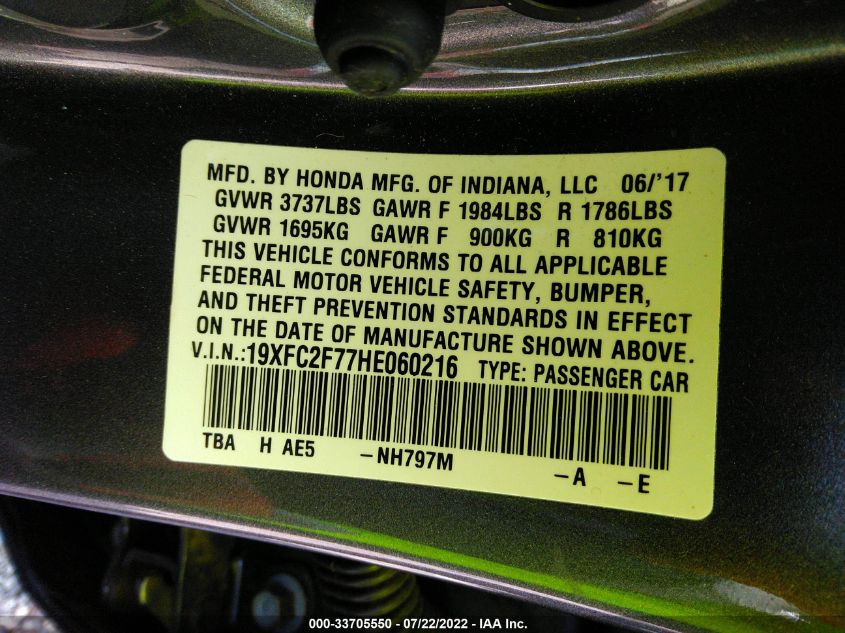 MFD. BY HONDA MFG. OF INDIANA, LLC 06/'17
GVWR 3737LBS GAWR F 1984LBS R 1786LBS
GVWR 1695KG GAWR F 900KG R 810KG
THIS VEHICLE CONFORMS TO ALL APPLICABLE
FEDERAL MOTOR VEHICLE SAFETY, BUMPER,
AND THEFT PREVENTION STANDARDS IN EFFECT
ON THE DATE OF MANUFACTURE SHOWN ABOVE.
V.I.N.:19XFC2F77HE060216 TYPE: PASSENGER CAR
TBA H AE5 -NH797M -A -E
000-33705550 - 07/22/2022 - IAA Inc.